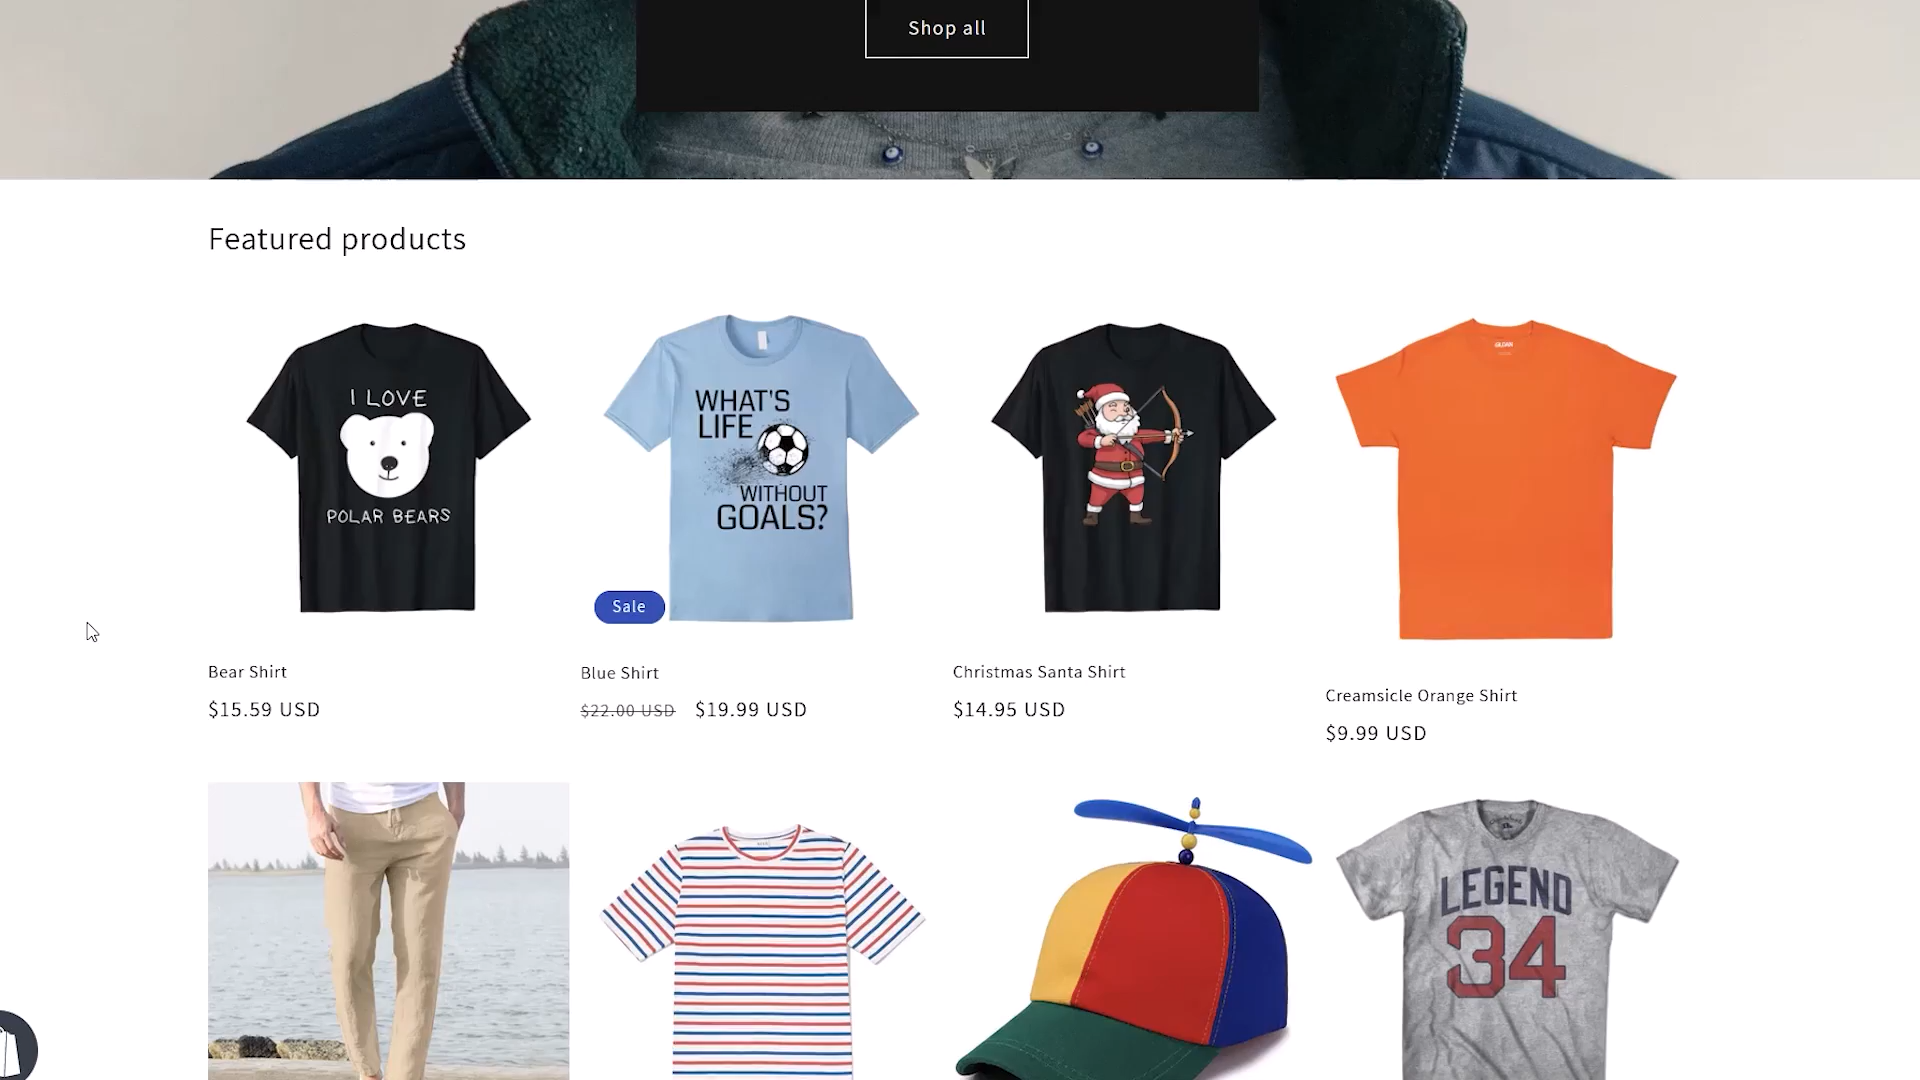 Shop all
Featured products
I LOVE
POLAR BEARS
WHAT'S
LIFE
WITHOUT
GOALS?
GILDAN
Sale
Bear Shirt
$15.59 USD
Blue Shirt
$22.00 USD $19.99 USD
Christmas Santa Shirt
$14.95 USD
Creamsicle Orange Shirt
$9.99 USD
LEGEND
34